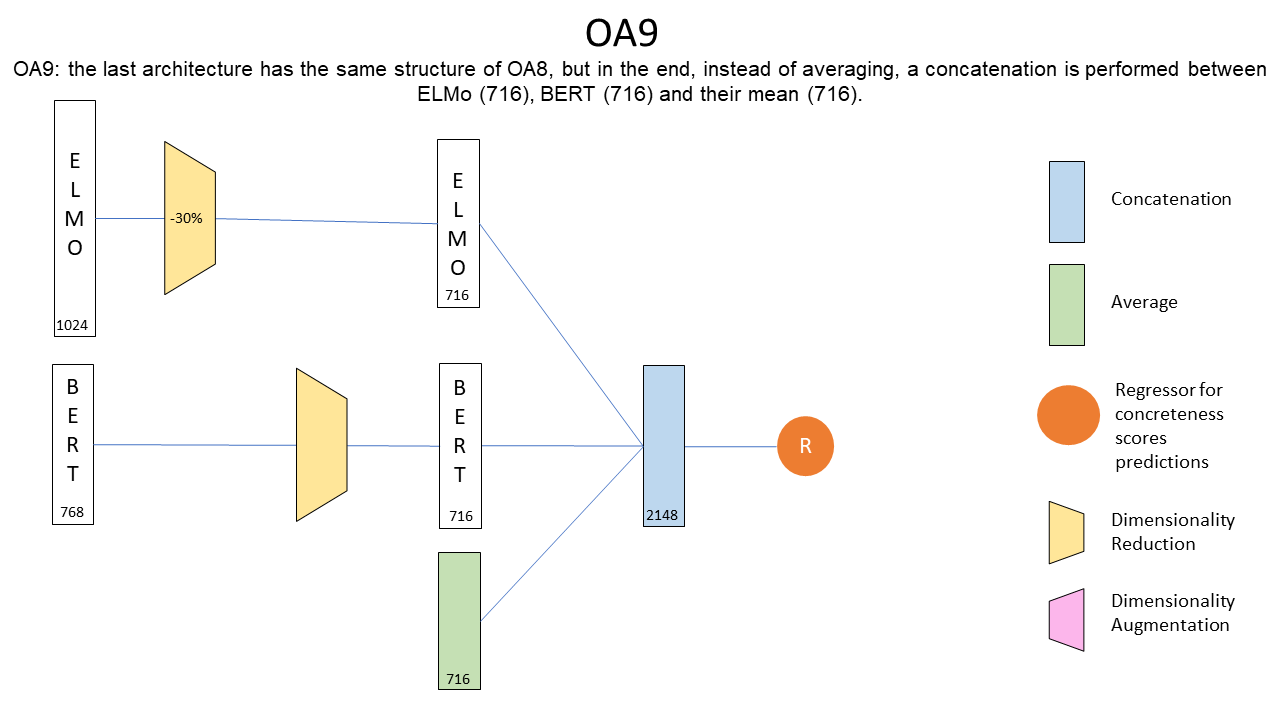 OA9
OA9: the last architecture has the same structure of OA8, but in the end, instead of averaging, a concatenation is performed between
ELMo (716), BERT (716) and their mean (716).
E
L
M
O
1024
-30%
E
L
M
O
716
B
E
R
T
768
B
E
R
T
716
716
2148
R
Concatenation
Average
Regressor for
concreteness
scores
predictions
Dimensionality
Reduction
Dimensionality
Augmentation